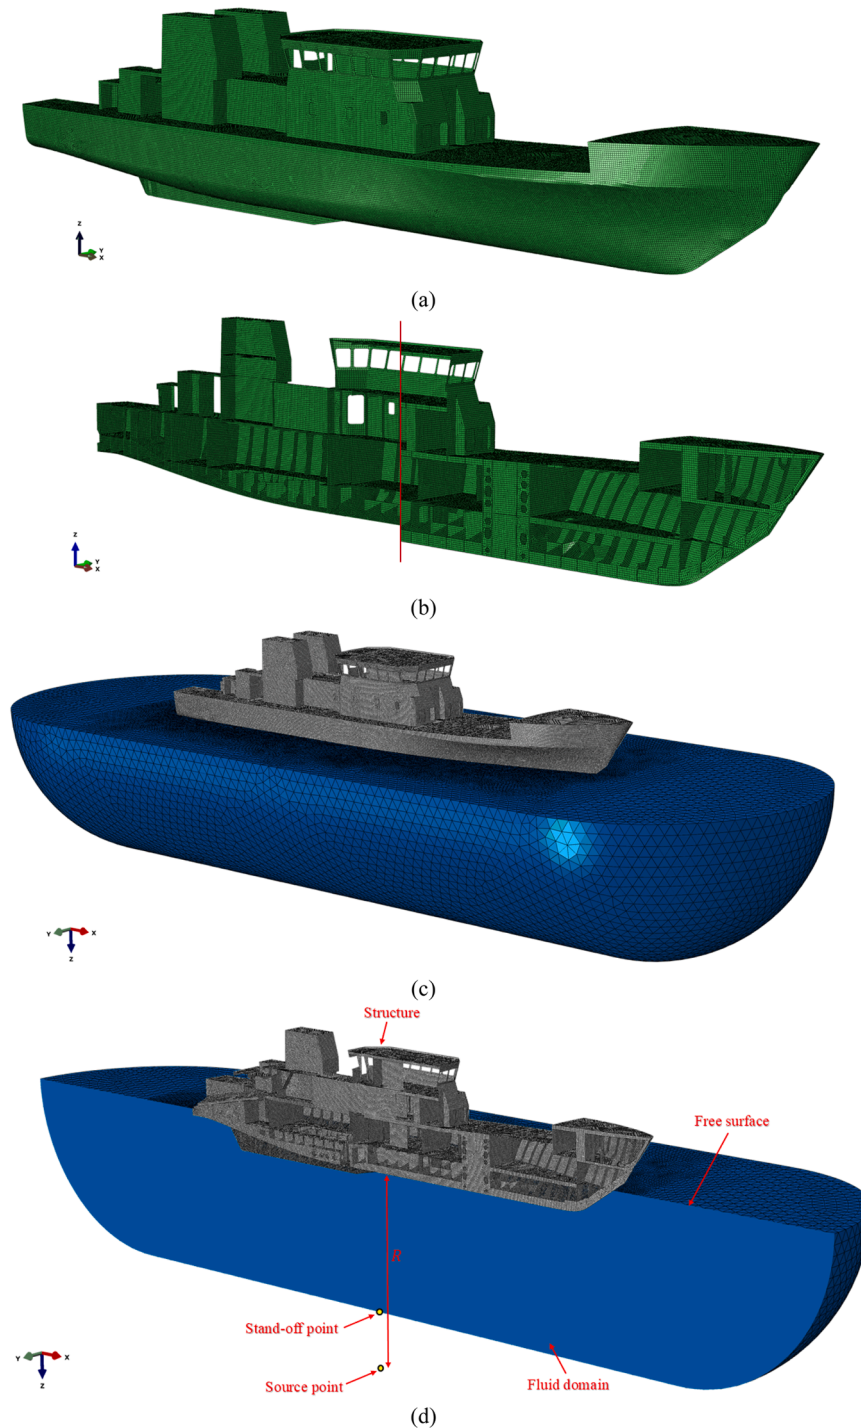 Z
Y
X
(a)
Z
Y
X
(b)
Y
X
Z
(c)
Structure
Free surface
R
Stand-off point
Source point
Fluid domain
Y
X
Z
(d)